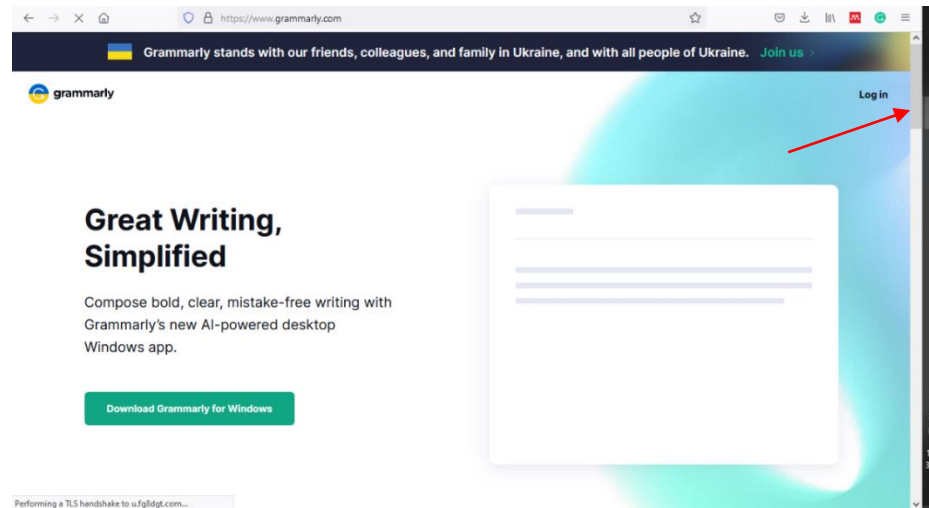 https://www.grammarly.com
Grammarly stands with our friends, colleagues, and family in Ukraine, and with all people of Ukraine. Join us >
grammarly
Log in
Great Writing,
Simplified
Compose bold, clear, mistake-free writing with
Grammarly's new AI-powered desktop
Windows app.
Download Grammarly for Windows
Performing a TLS handshake to u.fg8dgt.com...